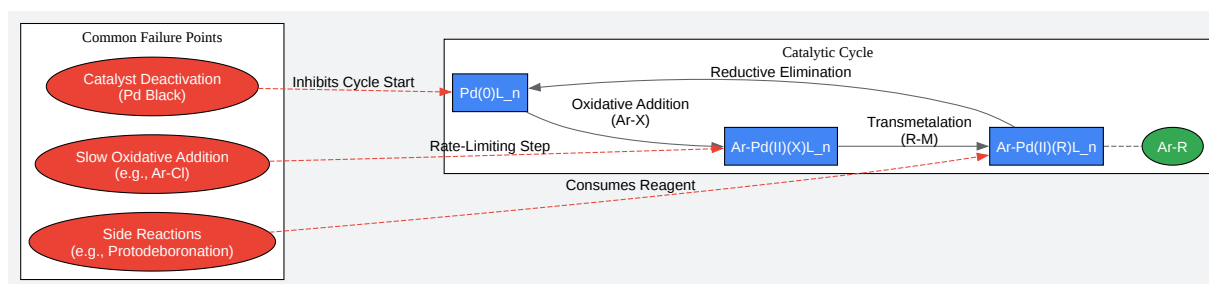 Common Failure Points
Catalyst Deactivation
(Pd Black)
Slow Oxidative Addition
(e.g., Ar-Cl)
Side Reactions
(e.g., Protodeboronation)
Inhibits Cycle Start
Rate-Limiting Step
Consumes Reagent
Catalytic Cycle
Reductive Elimination
Pd(0)L_n
Oxidative Addition
(Ar-X)
Ar-Pd(II)(X)L_n
Transmetalation
(R-M)
Ar-Pd(II)(R)L_n
Ar-R